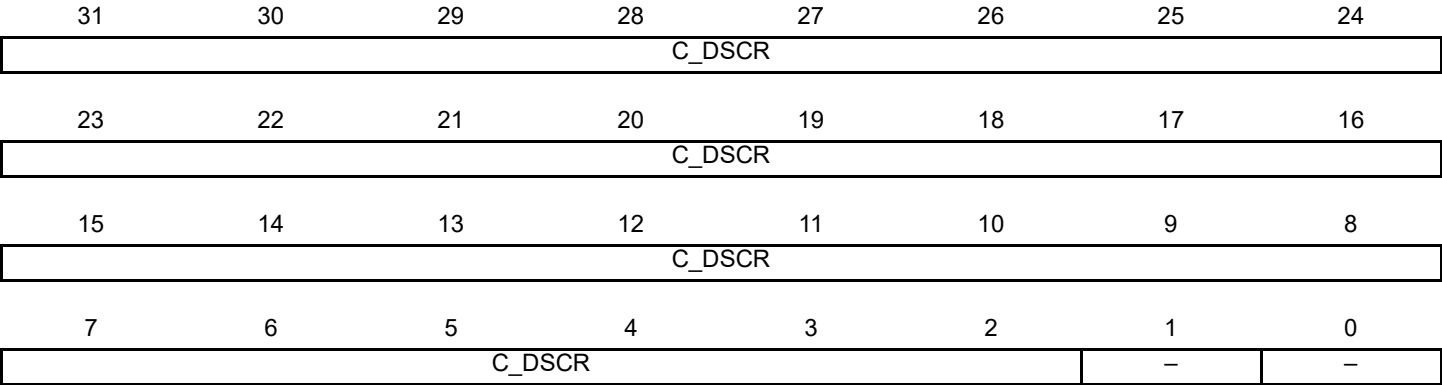 31 30 29 28 27 26 25 24
C_DSCR
23 22 21 20 19 18 17 16
C_DSCR
15 14 13 12 11 10 9 8
C_DSCR
7 6 5 4 3 2 1 0
C_DSCR – –